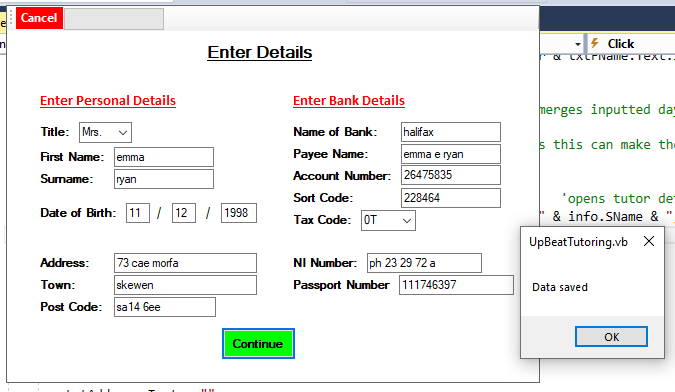 Cancel
Click
Enter Details
Enter Personal Details
Enter Bank Details
Title: Mrs.
First Name: emma
Surname: ryan
Date of Birth: 11 / 12 / 1998
Name of Bank: halifax
Payee Name: emma e ryan
Account Number: 26475835
Sort Code: 228464
Tax Code: 0T
Address: 73 cae morfa
Town: skewen
Post Code: sa14 6ee
NI Number: ph 23 29 72 a
Passport Number 111746397
Continue
& txtFName.Text.
merges inputted day
s this can make the
'opens tutor det
" & info.SName & "
UpBeatTutoring.vb
Data saved
OK